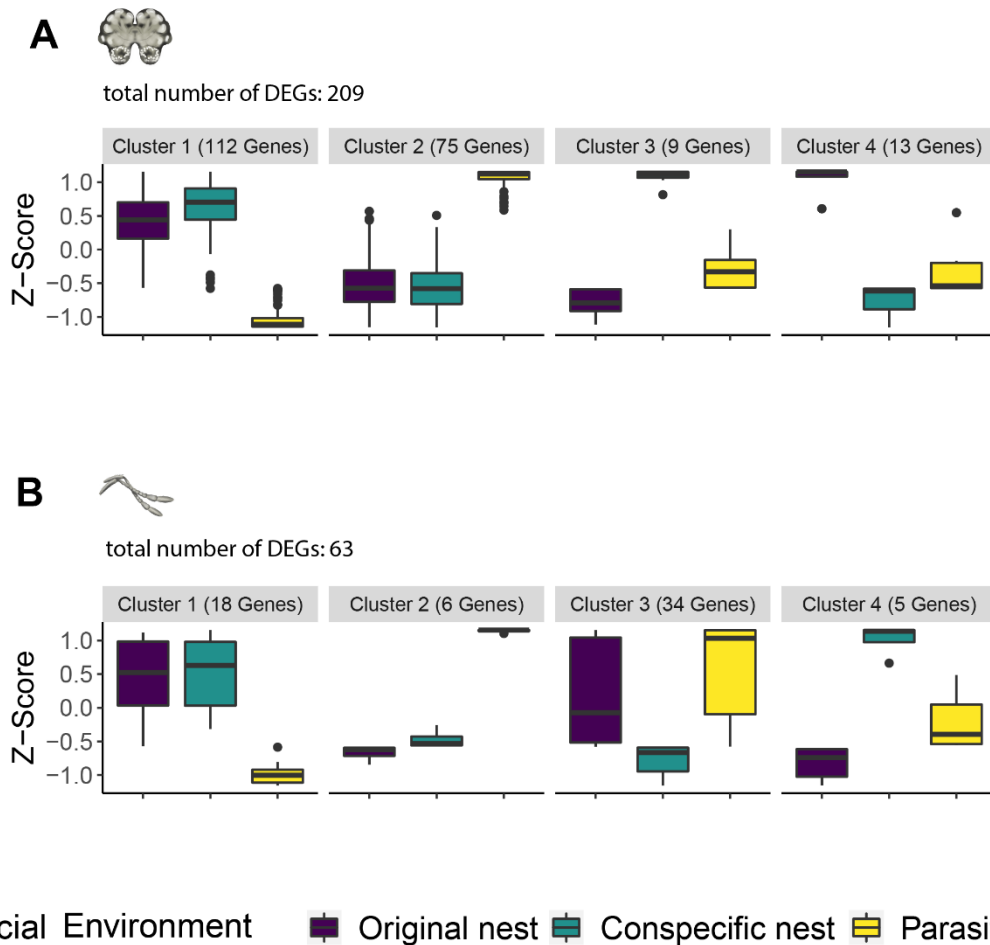 A
total number of DEGs: 209
Cluster 1 (112 Genes) Cluster 2 (75 Genes) Cluster 3 (9 Genes) Cluster 4 (13 Genes)
Z-Score
1.0
0.5
0.0
−0.5
−1.0
B
total number of DEGs: 63
Cluster 1 (18 Genes) Cluster 2 (6 Genes) Cluster 3 (34 Genes) Cluster 4 (5 Genes)
Z-Score
1.0
0.5
0.0
−0.5
−1.0
cial Environment Original nest Conspecific nest Parasi